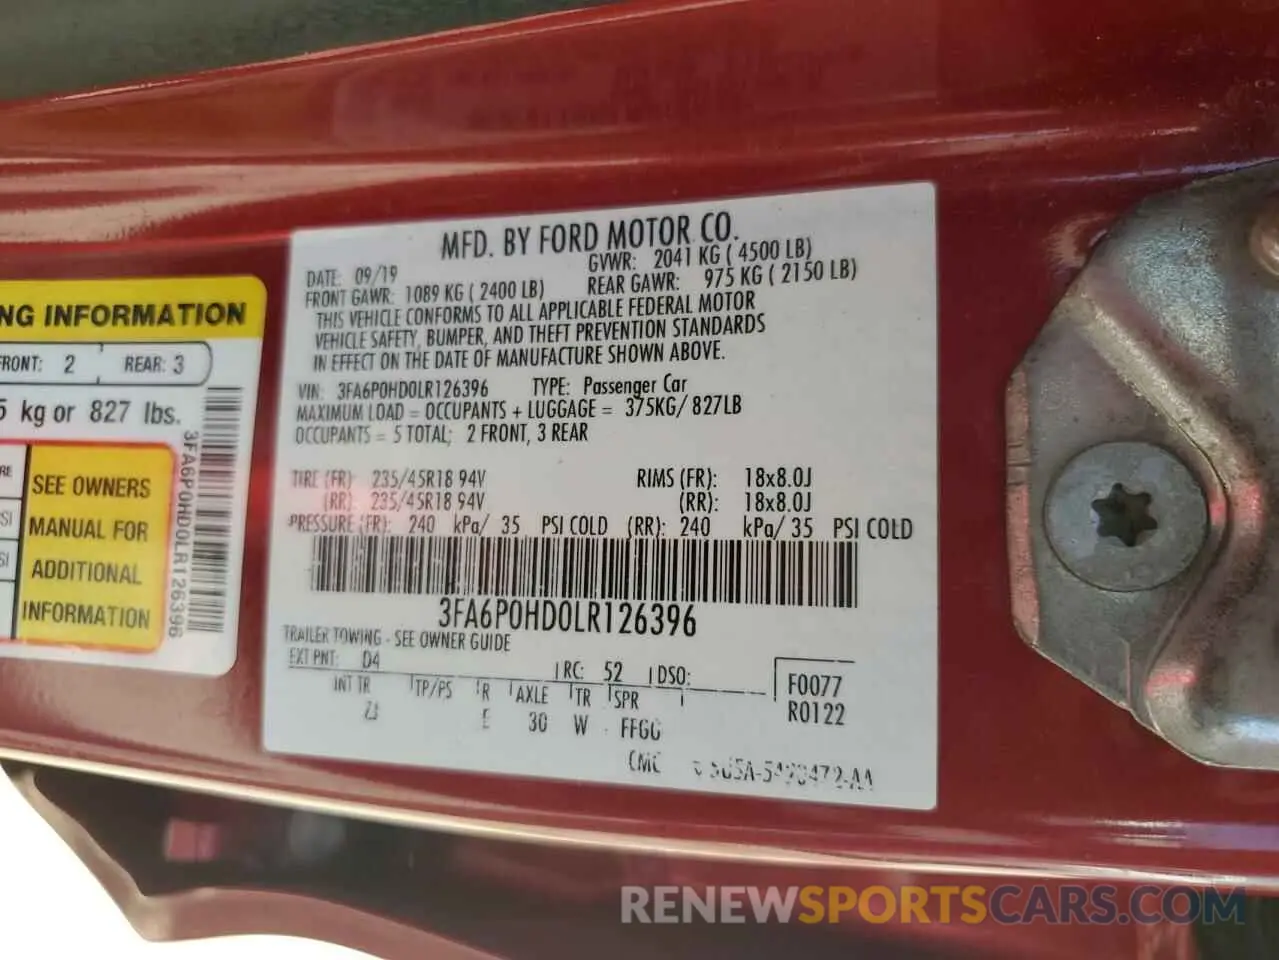 MFD. BY FORD MOTOR CO.
DATE: 09/19
GVWR: 2041 KG ( 4500 LB)
FRONT GAWR: 1089 KG ( 2400 LB)
REAR GAWR: 975 KG ( 2150 LB)
THIS VEHICLE CONFORMS TO ALL APPLICABLE FEDERAL MOTOR
VEHICLE SAFETY, BUMPER, AND THEFT PREVENTION STANDARDS
IN EFFECT ON THE DATE OF MANUFACTURE SHOWN ABOVE.
VIN: 3FA6P0HD0LR126396 TYPE: Passenger Car
MAXIMUM LOAD = OCCUPANTS + LUGGAGE = 375KG/ 827LB
OCCUPANTS = 5 TOTAL; 2 FRONT, 3 REAR
TIRE (FR): 235/45R18 94V RIMS (FR): 18x8.0J
(RR): 235/45R18 94V (RR): 18x8.0J
PRESSURE (FR): 240 kPa/ 35 PSI COLD (RR): 240 kPa/ 35 PSI COLD
3FA6P0HD0LR126396
TRAILER TOWING - SEE OWNER GUIDE
EXT PNT: D4 RC: 52 DSO:
INT TR TP/PS R AXLE TR SPR
E 30 W FFGG
F0077
R0122
CMC
NG INFORMATION
FRONT: 2 REAR: 3
5 kg or 827 lbs.
SEE OWNERS
MANUAL FOR
ADDITIONAL
INFORMATION
3FA6P0HD0LR126396
RENEWSPORTSCARS.COM